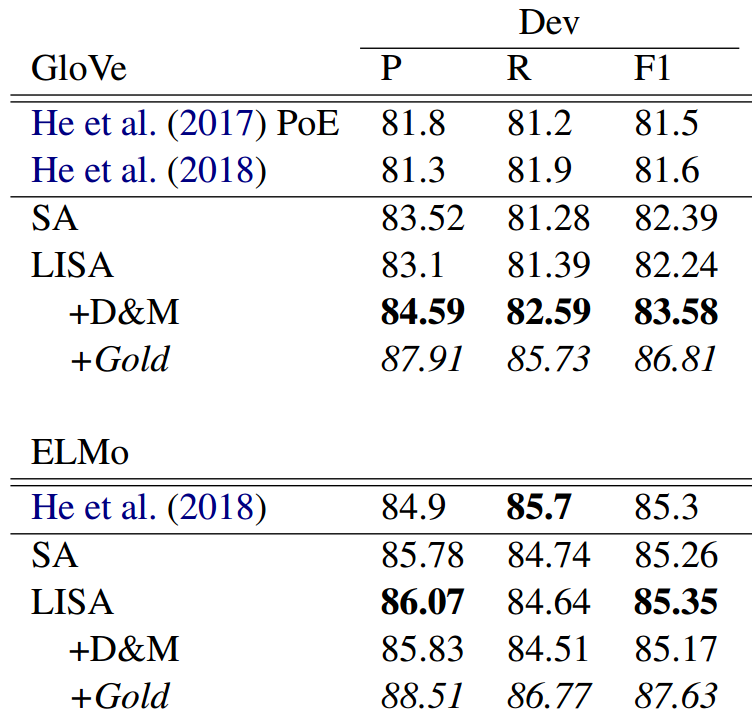 Dev
GloVe P R F1
He et al. (2017) PoE 81.8 81.2 81.5
He et al. (2018) 81.3 81.9 81.6
SA 83.52 81.28 82.39
LISA 83.1 81.39 82.24
+D&M 84.59 82.59 83.58
+Gold 87.91 85.73 86.81
ELMo
He et al. (2018) 84.9 85.7 85.3
SA 85.78 84.74 85.26
LISA 86.07 84.64 85.35
+D&M 85.83 84.51 85.17
+Gold 88.51 86.77 87.63